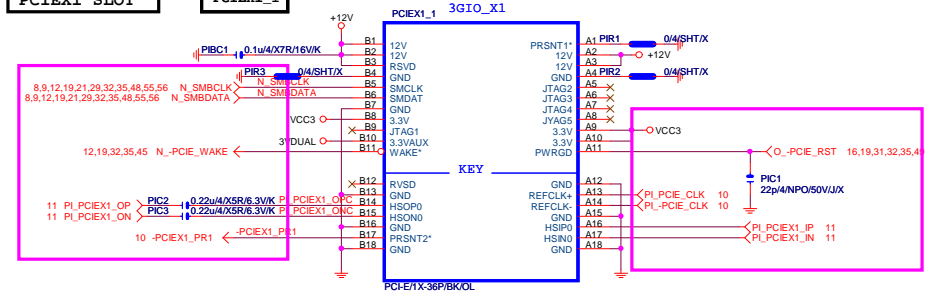 PCIEX1 SLOT
PCIEX1_1
3GIO_X1
PCIEX1_1
+12V
PIBC1 0.1u/4/X7R/16V/K
PIR3 0/4/SHT/X
8,9,12,19,21,29,32,35,48,55,56 N_SMBCLK N_SMBCLK
8,9,12,19,21,29,32,35,48,55,56 N_SMBDATA N_SMBDATA
VCC3
3VDUAL
12,19,32,35,45 N_-PCIE_WAKE
11 PI_PCIEX1_OP PIC2 0.22u/4/X5R/6.3V/K PI_PCIEX1_OPC
11 PI_PCIEX1_ON PIC3 0.22u/4/X5R/6.3V/K PI_PCIEX1_ONC
10 -PCIEX1_PR1 -PCIEX1_PR1
B1 12V
B2 12V
B3 RSVD
B4 GND
B5 SMCLK
B6 SMDAT
B7 GND
B8 3.3V
B9 JTAG1
B10 3.3VAUX
B11 WAKE*
KEY
B12 RVSD
B13 GND
B14 HSOP0
B15 HSON0
B16 GND
B17 PRSNT2*
B18 GND
PRSNT1* A1
12V A2
12V A3
GND A4
JTAG2 A5
JTAG3 A6
JTAG4 A7
JYAG5 A8
3.3V A9
3.3V A10
PWRGD A11
GND A12
REFCLK+ A13
REFCLK- A14
GND A15
HSIP0 A16
HSIN0 A17
GND A18
PIR1 0/4/SHT/X
+12V
PIR2 0/4/SHT/X
VCC3
O_-PCIE_RST 16,19,31,32,35,45
PIC1
22p/4/NPO/50V/J/X
PI_PCIE_CLK 10
PI_-PCIE_CLK 10
PI_PCIEX1_IP 11
PI_PCIEX1_IN 11
PCI-E/1X-36P/BK/OL